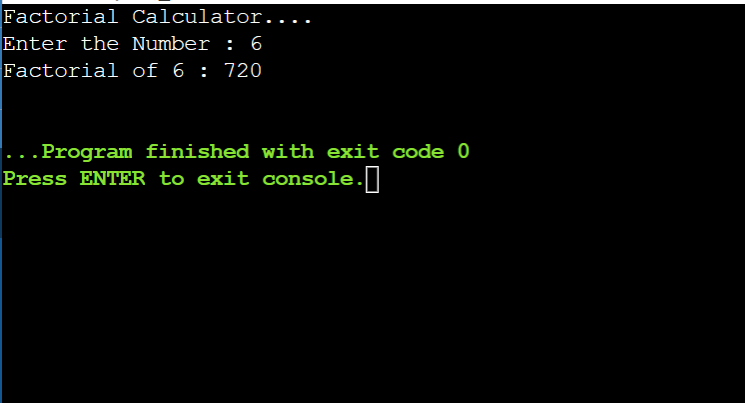 Factorial Calculator....
Enter the Number : 6
Factorial of 6 : 720
...Program finished with exit code 0
Press ENTER to exit console.